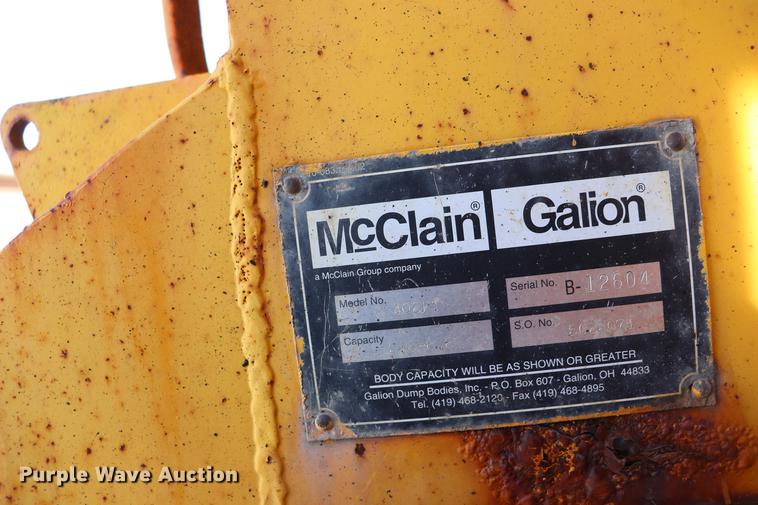 McClain® Galion®
a McClain Group company
Model No.
Serial No. B-12604
Capacity
S.O. No.
BODY CAPACITY WILL BE AS SHOWN OR GREATER
Galion Dump Bodies, Inc. - P.O. Box 607 - Galion, OH 44833
Tel. (419) 468-2120 - Fax (419) 468-4895
Purple Wave Auction